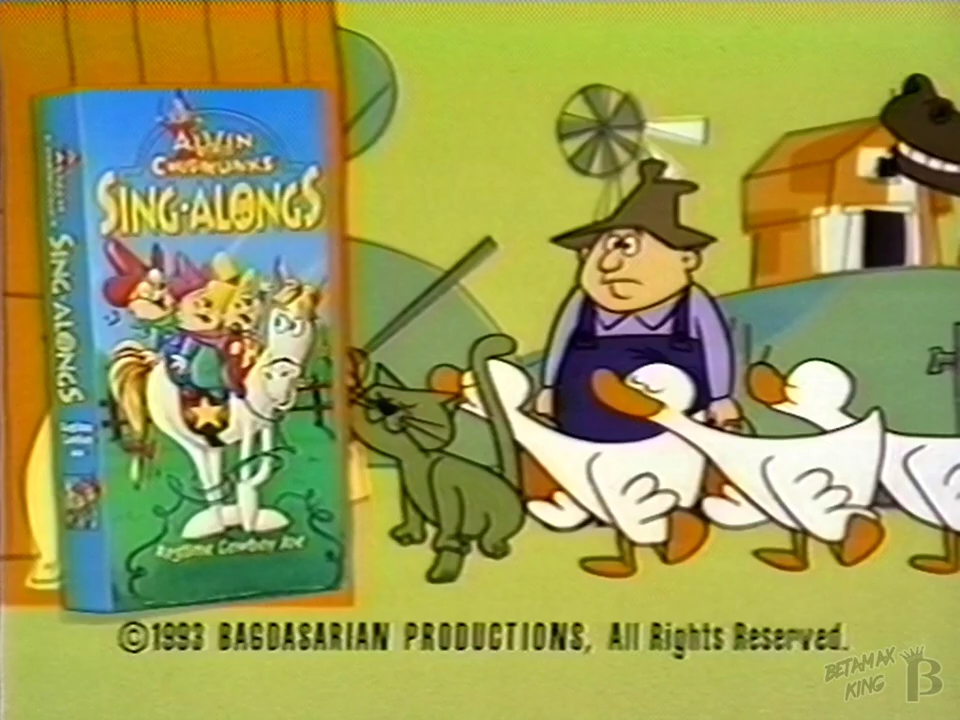 ALVIN
CHIPMUNKS
SING-ALONGS
SING-ALONGS
Ragtime Cowboy Joe
©1993 BAGDASARIAN PRODUCTIONS, All Rights Reserved.
BETAMAX
KING
B